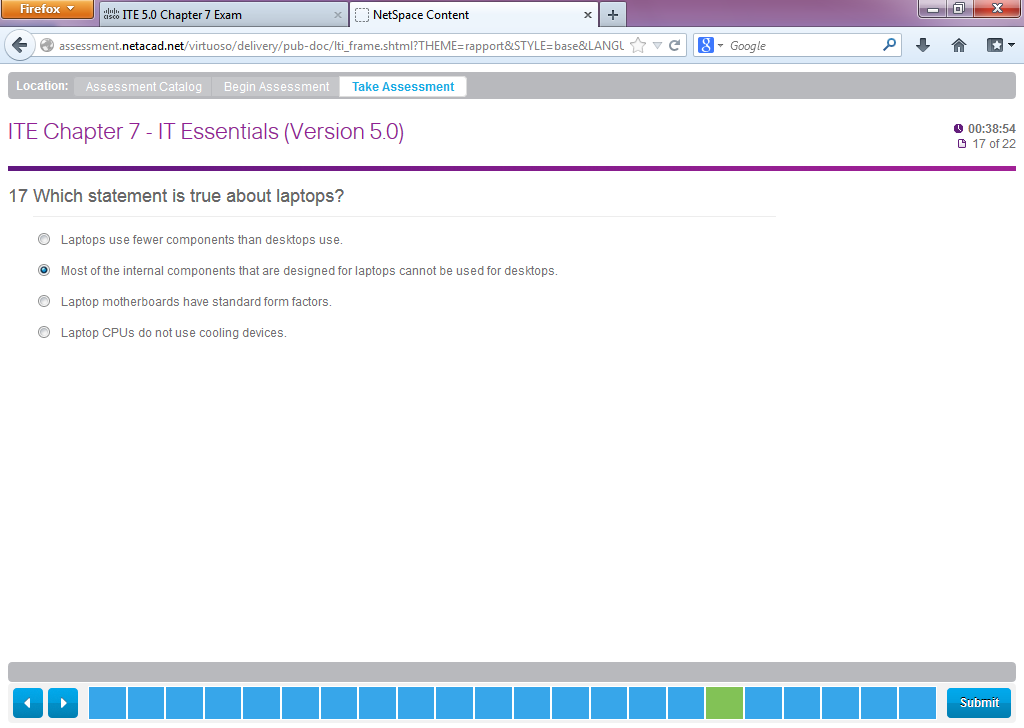 Firefox
cisco ITE 5.0 Chapter 7 Exam
NetSpace Content
assessment.netacad.net/virtuoso/delivery/pub-doc/lti_frame.shtml?THEME=rapport&STYLE=base&LANGU
8 Google
Location: Assessment Catalog Begin Assessment Take Assessment
ITE Chapter 7 - IT Essentials (Version 5.0)
00:38:54
17 of 22
17 Which statement is true about laptops?
Laptops use fewer components than desktops use.
Most of the internal components that are designed for laptops cannot be used for desktops.
Laptop motherboards have standard form factors.
Laptop CPUs do not use cooling devices.
Submit